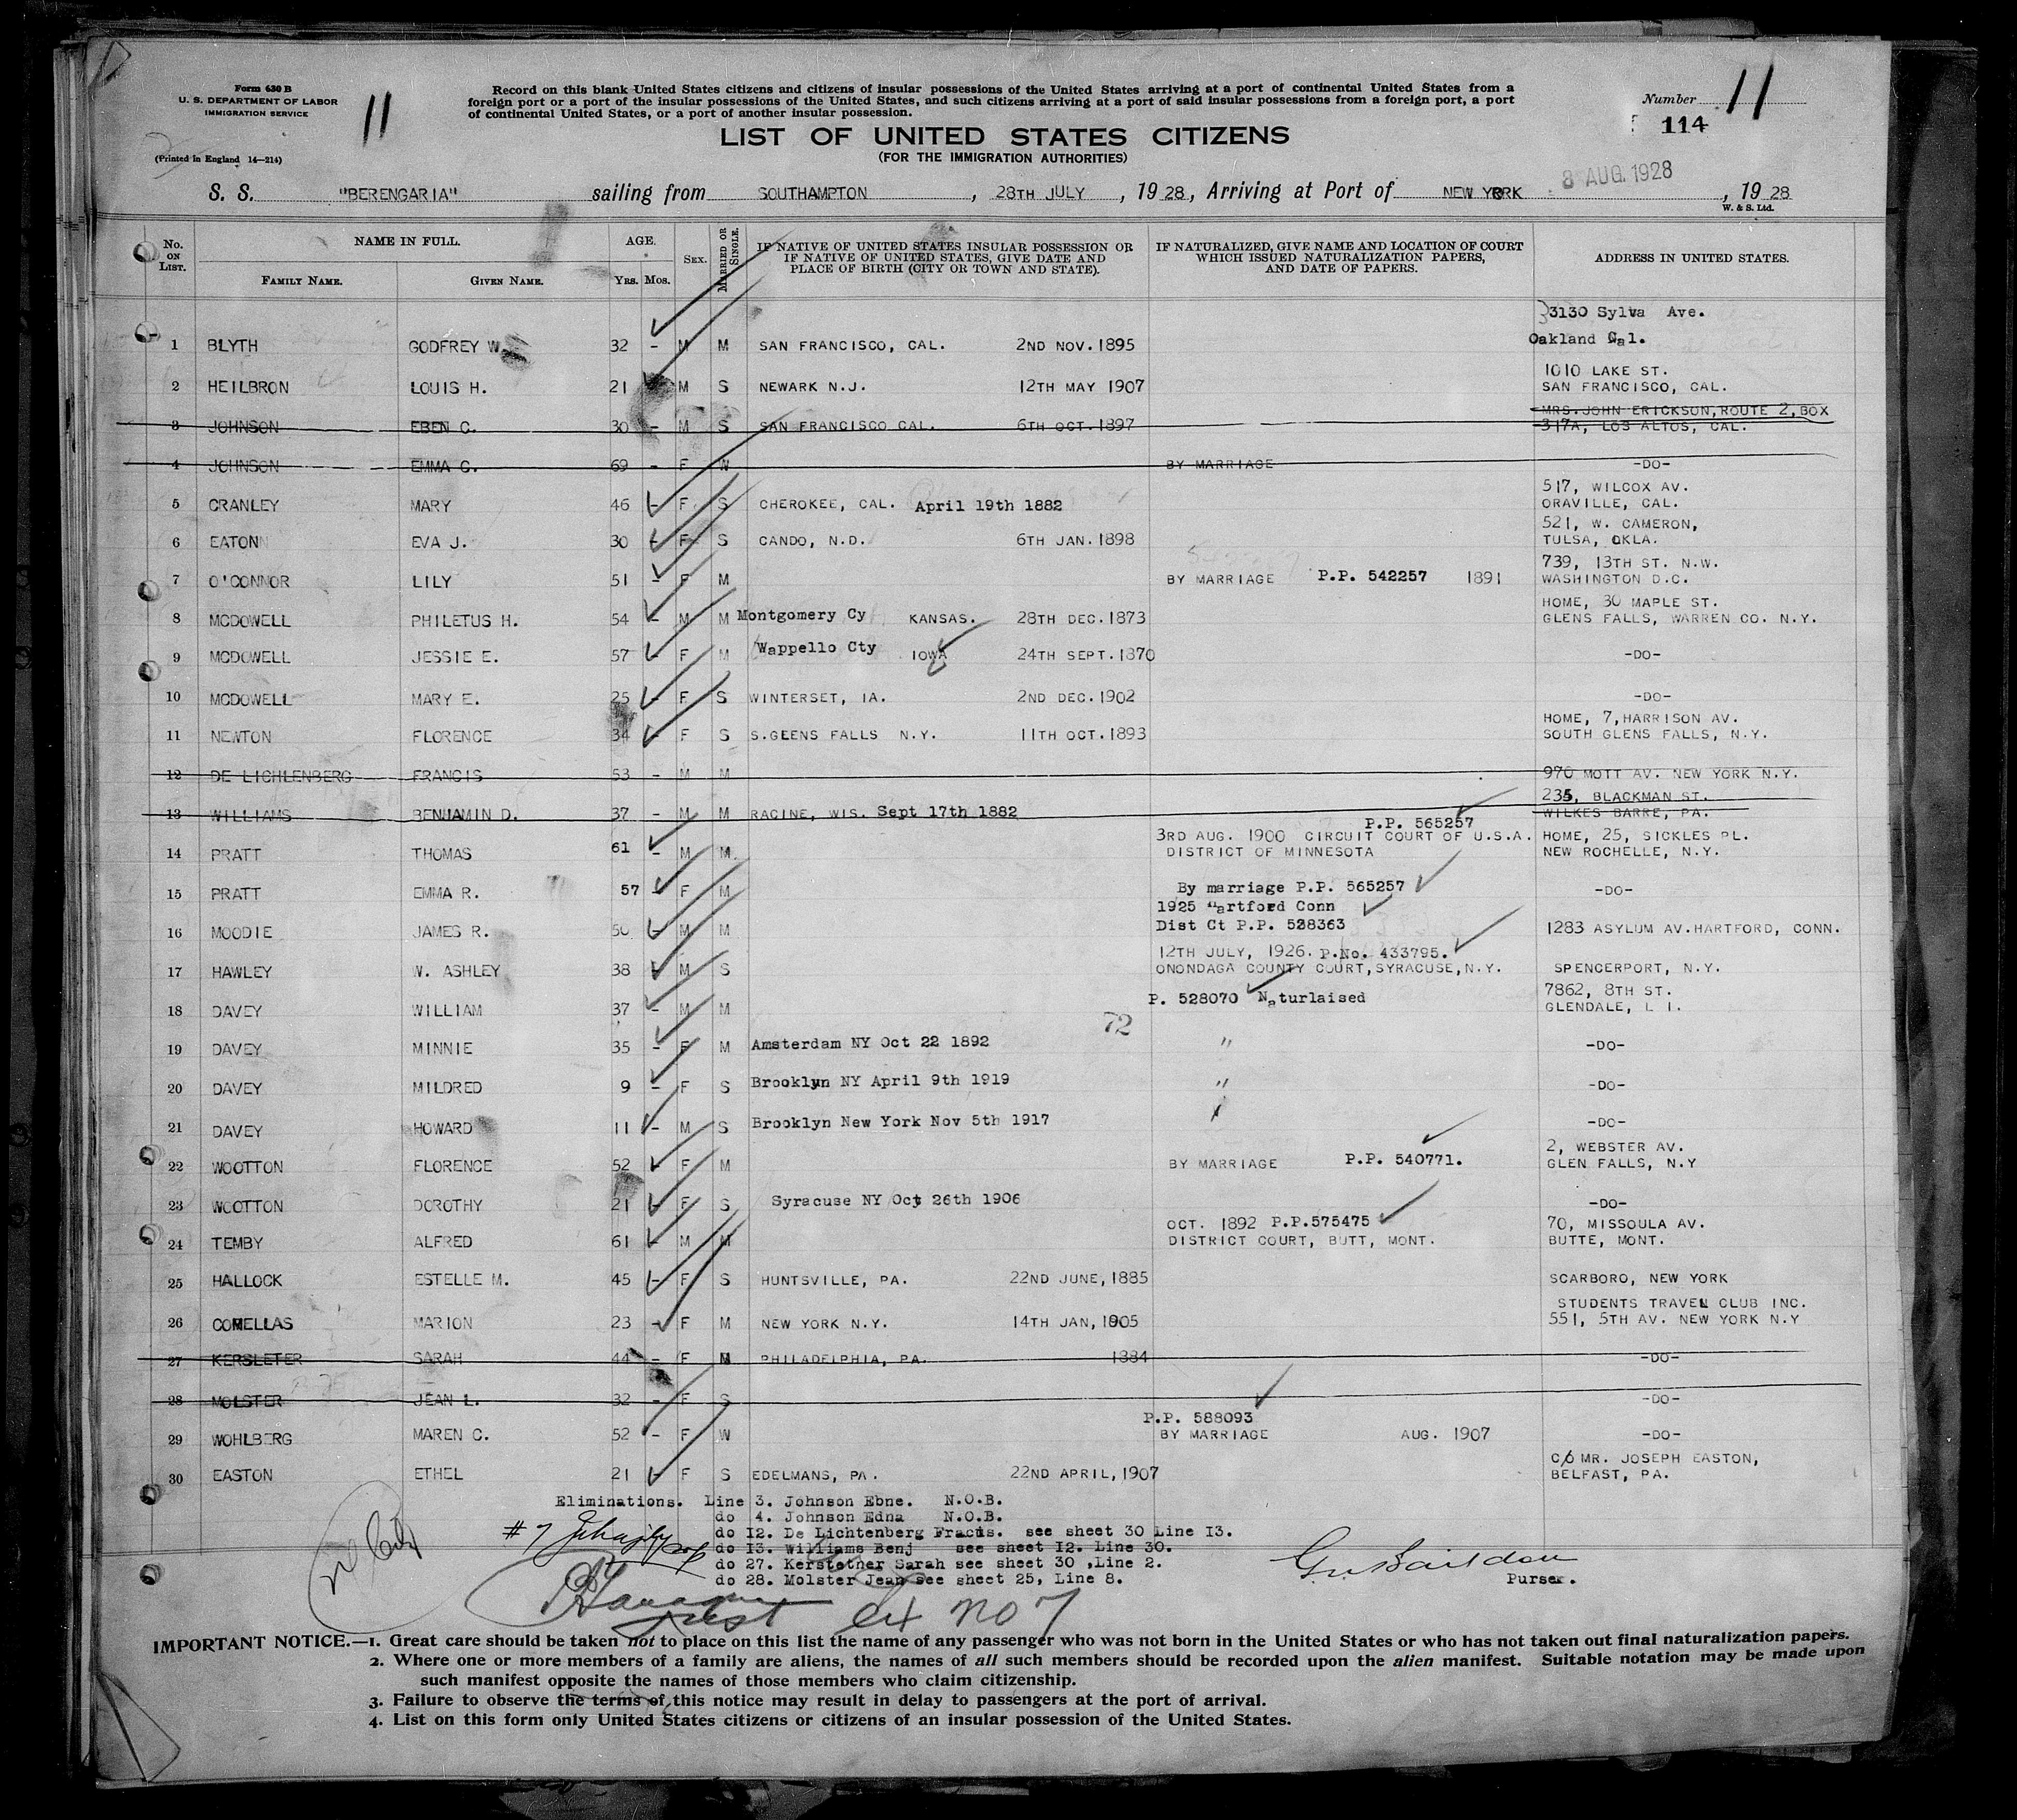 Form 630 B
U. S. DEPARTMENT OF LABOR
IMMIGRATION SERVICE
11
(Printed in England 14—214)
Record on this blank United States citizens and citizens of insular possessions of the United States arriving at a port of continental United States from a
foreign port or a port of the insular possessions of the United States, and such citizens arriving at a port of said insular possessions from a foreign port, a port
of continental United States, or a port of another insular possession.
Number 11
114
LIST OF UNITED STATES CITIZENS
(FOR THE IMMIGRATION AUTHORITIES)
8 AUG. 1928
S. S. "BERENGARIA" sailing from SOUTHAMPTON, 28TH JULY, 1928, Arriving at Port of NEW YORK, 1928
W. & S. Ltd.
No. ON LIST. NAME IN FULL. FAMILY NAME. GIVEN NAME. AGE. YRS. MOS. SEX. MARRIED OR SINGLE. IF NATIVE OF UNITED STATES INSULAR POSSESSION OR IF NATIVE OF UNITED STATES, GIVE DATE AND PLACE OF BIRTH (CITY OR TOWN AND STATE). IF NATURALIZED, GIVE NAME AND LOCATION OF COURT WHICH ISSUED NATURALIZATION PAPERS, AND DATE OF PAPERS. ADDRESS IN UNITED STATES.
3130 Sylva Ave.
1 BLYTH GODFREY W. 32 - M M SAN FRANCISCO, CAL. 2ND NOV. 1895 Oakland Cal.
1010 LAKE ST.
2 HEILBRON LOUIS H. 21 M S NEWARK N.J. 12TH MAY 1907 SAN FRANCISCO, CAL.
MRS. JOHN ERICKSON, ROUTE 2, BOX
3 JOHNSON EBEN C. 30 - M S SAN FRANCISCO CAL. 6TH OCT. 1897 317A, LOS ALTOS, CAL.
4 JOHNSON EMMA C. 69 - F W BY MARRIAGE -DO-
517, WILCOX AV.
5 CRANLEY MARY 46 - F S CHEROKEE, CAL. April 19th 1882 ORAVILLE, CAL.
521, W. CAMERON,
6 EATON EVA J. 30 - F S CANDO, N.D. 6TH JAN. 1898 TULSA, OKLA.
739, 13TH ST. N.W.
7 O'CONNOR LILY 51 - F M BY MARRIAGE P.P. 542257 1891 WASHINGTON D.C.
HOME, 30 MAPLE ST.
8 MCDOWELL PHILETUS H. 54 - M M Montgomery Cy KANSAS. 28TH DEC. 1873 GLENS FALLS, WARREN CO. N.Y.
9 MCDOWELL JESSIE E. 57 - F M Wappello Cty IOWA 24TH SEPT. 1870 -DO-
10 MCDOWELL MARY E. 25 - F S WINTERSET, IA. 2ND DEC. 1902 -DO-
HOME, 7, HARRISON AV.
11 NEWTON FLORENCE 34 - F S S. GLENS FALLS N.Y. 11TH OCT. 1893 SOUTH GLENS FALLS, N.Y.
12 DE LICHLENBERG FRANCIS 53 - M M 970 MOTT AV. NEW YORK N.Y.
235, BLACKMAN ST.
13 WILLIAMS BENJAMIN D. 37 - M M RACINE, WIS. Sept 17th 1882 WILKES BARRE, PA.
P.P. 565257
3RD AUG. 1900 CIRCUIT COURT OF U.S.A. HOME, 25, SICKLES PL.
14 PRATT THOMAS 61 - M M DISTRICT OF MINNESOTA NEW ROCHELLE, N.Y.
15 PRATT EMMA R. 57 - F M By marriage P.P. 565257 -DO-
1925 Hartford Conn
16 MOODIE JAMES R. 50 - M M Dist Ct P.P. 528363 1283 ASYLUM AV. HARTFORD, CONN.
12TH JULY, 1926. P.No. 433795.
17 HAWLEY W. ASHLEY 38 - M S ONONDAGA COUNTY COURT, SYRACUSE, N.Y. SPENCERPORT, N.Y.
7862, 8TH ST.
18 DAVEY WILLIAM 37 - M M P. 528070 Naturlaised GLENDALE, L I.
72
19 DAVEY MINNIE 35 - F M Amsterdam NY Oct 22 1892 " -DO-
20 DAVEY MILDRED 9 - F S Brooklyn NY April 9th 1919 " -DO-
21 DAVEY HOWARD 11 - M S Brooklyn New York Nov 5th 1917 -DO-
2, WEBSTER AV.
22 WOOTTON FLORENCE 52 - F M BY MARRIAGE P.P. 540771. GLEN FALLS, N.Y
23 WOOTTON DOROTHY 21 - F S Syracuse NY Oct 26th 1906 -DO-
OCT. 1892 P.P.575475 70, MISSOULA AV.
24 TEMBY ALFRED 61 - M M DISTRICT COURT, BUTT, MONT. BUTTE, MONT.
25 HALLOCK ESTELLE M. 45 - F S HUNTSVILLE, PA. 22ND JUNE, 1885 SCARBORO, NEW YORK
STUDENTS TRAVEL CLUB INC.
26 COMELLAS MARION 23 - F M NEW YORK N.Y. 14TH JAN, 1905 551, 5TH AV. NEW YORK N.Y
27 KERSLETER SARAH 44 - F M PHILADELPHIA, PA. 1884 -DO-
28 MOLSTER JEAN L. 32 - F S -DO-
P.P. 588093
29 WOHLBERG MAREN C. 52 - F W BY MARRIAGE AUG. 1907 -DO-
C/O MR. JOSEPH EASTON,
30 EASTON ETHEL 21 - F S EDELMANS, PA. 22ND APRIL, 1907 BELFAST, PA.
Eliminations. Line 3. Johnson Ebne. N.O.B.
do 4. Johnson Edna N.O.B.
do 12. De Lichtenberg Fracis. see sheet 30 Line 13.
do 13. Williams Benj see sheet 12. Line 30.
do 27. Kerstetner Sarah see sheet 30 ,Line 2.
do 28. Molster Jean see sheet 25, Line 8.
# 7
Purser.
ex no 7
IMPORTANT NOTICE.—1. Great care should be taken not to place on this list the name of any passenger who was not born in the United States or who has not taken out final naturalization papers.
2. Where one or more members of a family are aliens, the names of all such members should be recorded upon the alien manifest. Suitable notation may be made upon
such manifest opposite the names of those members who claim citizenship.
3. Failure to observe the terms of this notice may result in delay to passengers at the port of arrival.
4. List on this form only United States citizens or citizens of an insular possession of the United States.